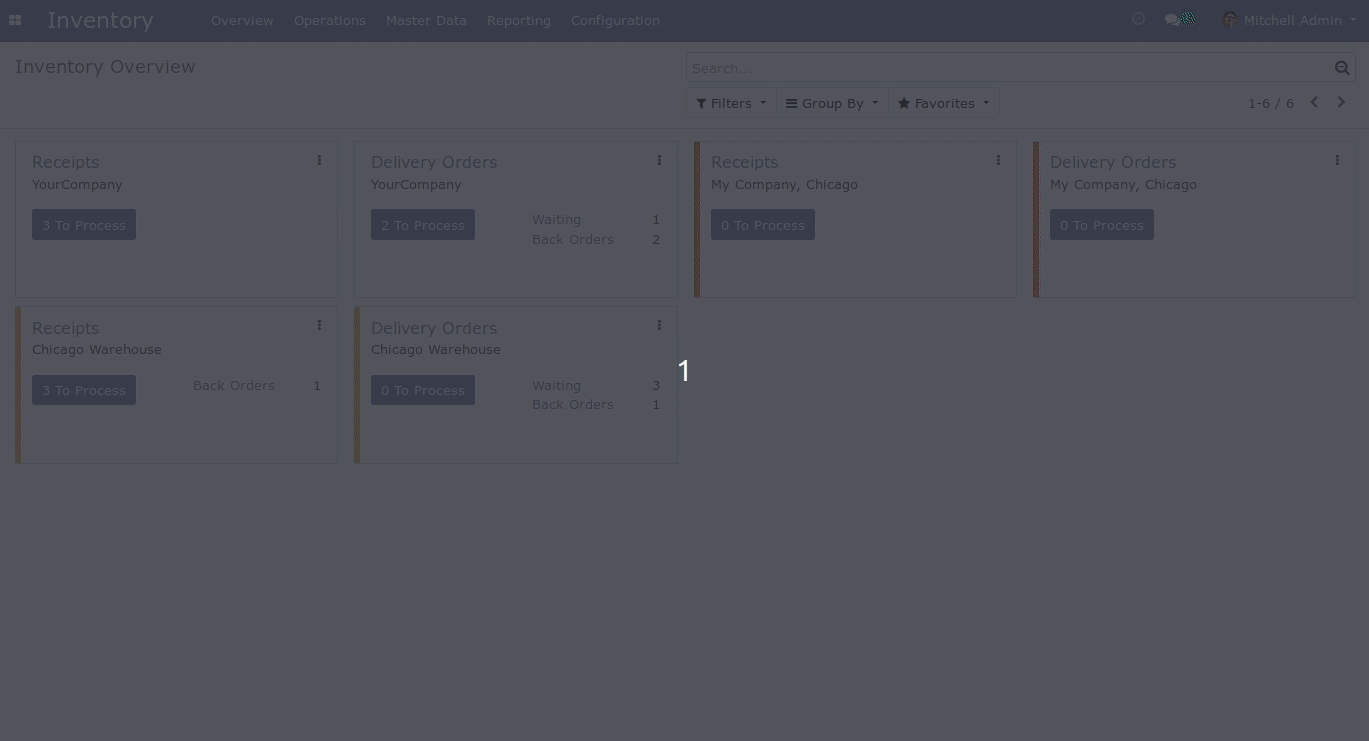 Inventory Overview Operations Master Data Reporting Configuration Mitchell Admin
Inventory Overview
Search...
Filters Group By Favorites 1-6 / 6
Receipts
YourCompany
3 To Process
Delivery Orders
YourCompany
2 To Process
Waiting 1
Back Orders 2
Receipts
My Company, Chicago
0 To Process
Delivery Orders
My Company, Chicago
0 To Process
Receipts
Chicago Warehouse
3 To Process
Back Orders 1
Delivery Orders
Chicago Warehouse
0 To Process
Waiting 3
Back Orders 1
1